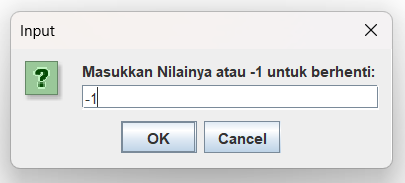 Input
Masukkan Nilainya atau -1 untuk berhenti:
-1
OK
Cancel